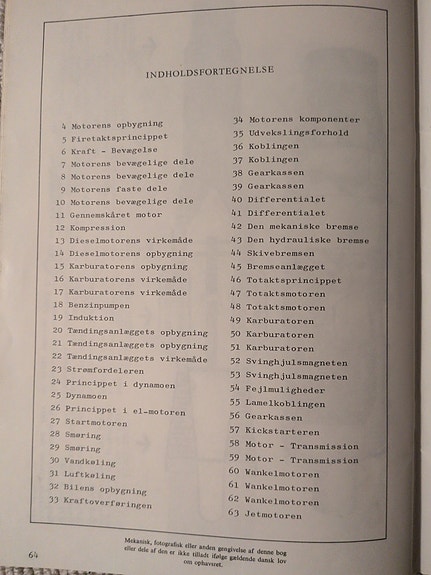 INDHOLDSFORTEGNELSE
4 Motorens opbygning
5 Firetaktsprincippet
6 Kraft - Bevægelse
7 Motorens bevægelige dele
8 Motorens bevægelige dele
9 Motorens faste dele
10 Motorens bevægelige dele
11 Gennemskåret motor
12 Kompression
13 Dieselmotorens virkemåde
14 Dieselmotorens opbygning
15 Karburatorens opbygning
16 Karburatorens virkemåde
17 Karburatorens virkemåde
18 Benzinpumpen
19 Induktion
20 Tændingsanlæggets opbygning
21 Tændingsanlæggets opbygning
22 Tændingsanlæggets virkemåde
23 Strømfordeleren
24 Princippet i dynamoen
25 Dynamoen
26 Princippet i el-motoren
27 Startmotoren
28 Smøring
29 Smøring
30 Vandkøling
31 Luftkøling
32 Bilens opbygning
33 Kraftoverføringen
34 Motorens komponenter
35 Udvekslingsforhold
36 Koblingen
37 Koblingen
38 Gearkassen
39 Gearkassen
40 Differentialet
41 Differentialet
42 Den mekaniske bremse
43 Den hydrauliske bremse
44 Skivebremsen
45 Bremseanlægget
46 Totaktsprincippet
47 Totaktsmotoren
48 Totaktsmotoren
49 Karburatoren
50 Karburatoren
51 Karburatoren
52 Svinghjulsmagneten
53 Svinghjulsmagneten
54 Fejlmuligheder
55 Lamelkoblingen
56 Gearkassen
57 Kickstarteren
58 Motor - Transmission
59 Motor - Transmission
60 Wankelmotoren
61 Wankelmotoren
62 Wankelmotoren
63 Jetmotoren
Mekanisk, fotografisk eller anden gengivelse af denne bog
eller dele af den er ikke tilladt ifølge gældende dansk lov
om ophavsret.
64